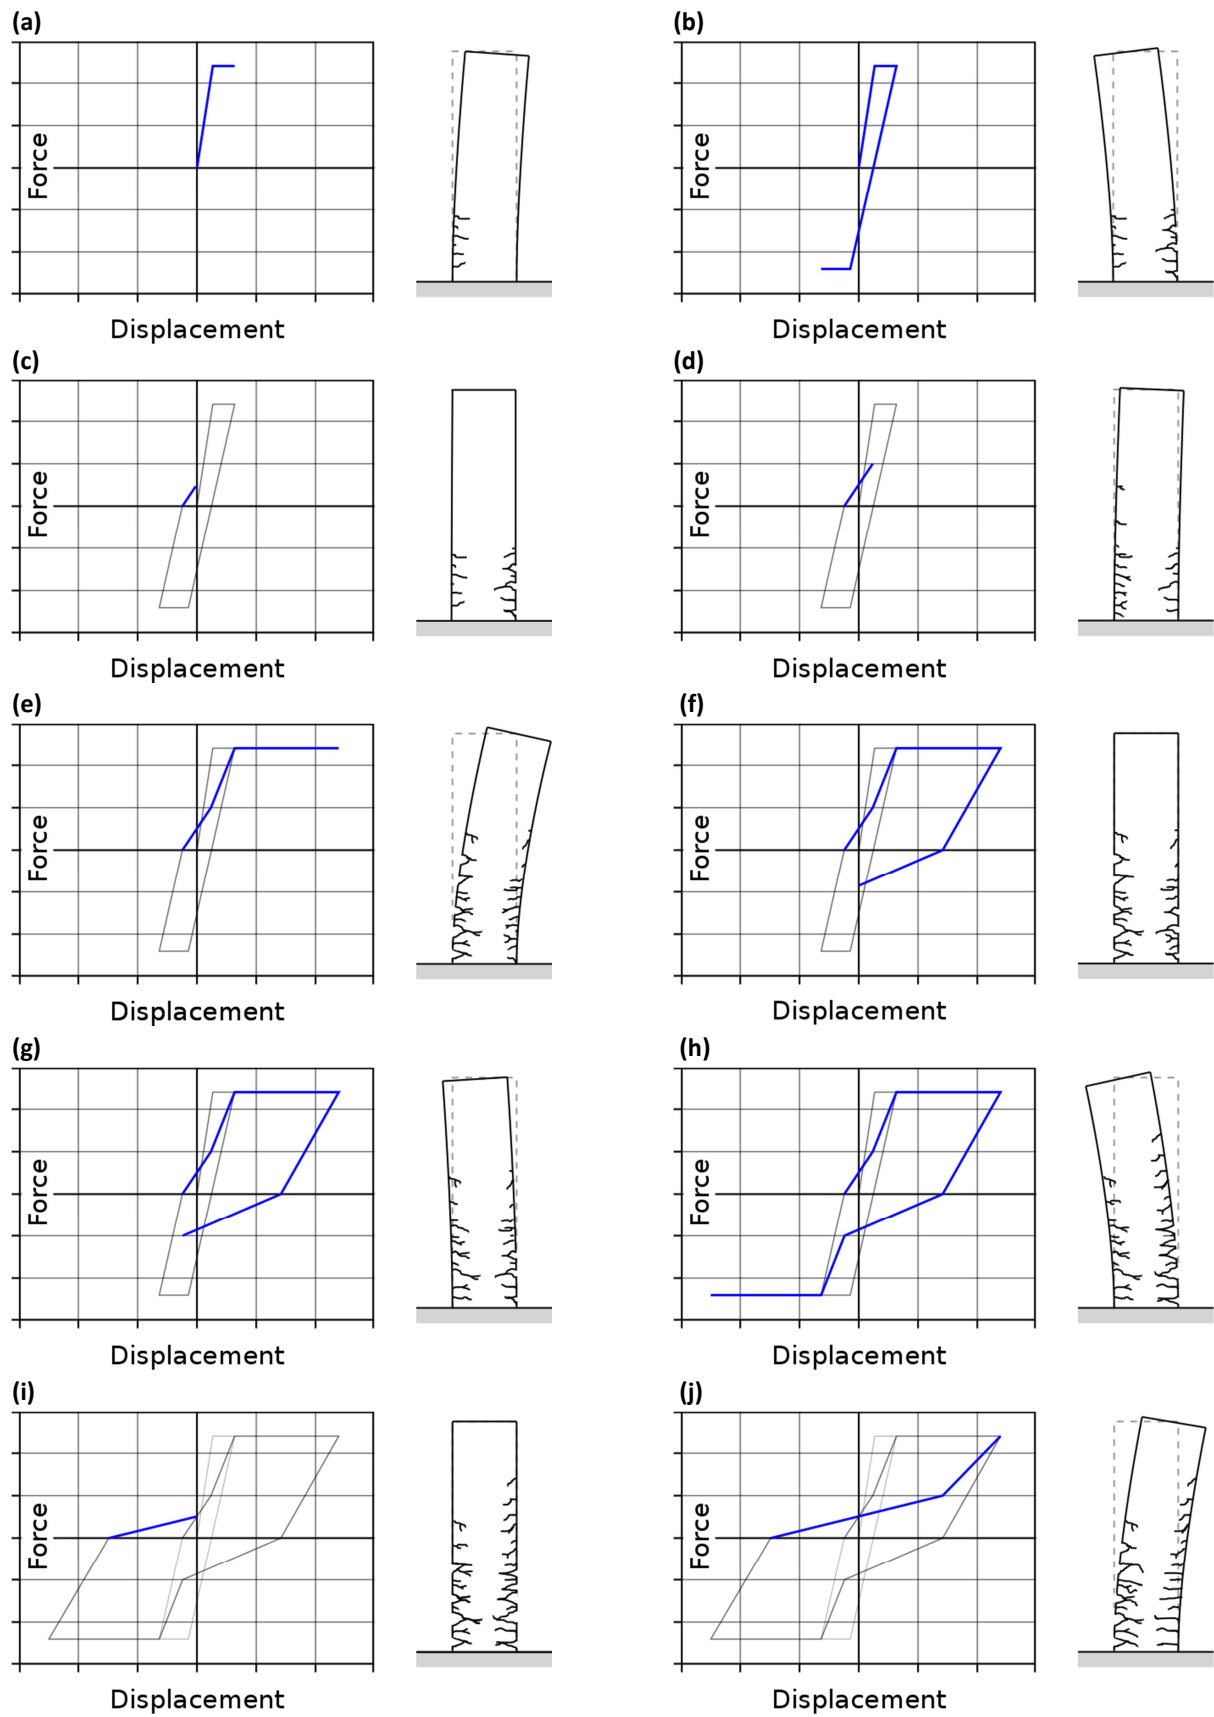 (a)
(b)
Force
Force
Displacement
Displacement
(c)
(d)
Force
Force
Displacement
Displacement
(e)
(f)
Force
Force
Displacement
Displacement
(g)
(h)
Force
Force
Displacement
Displacement
(i)
(j)
Force
Force
Displacement
Displacement